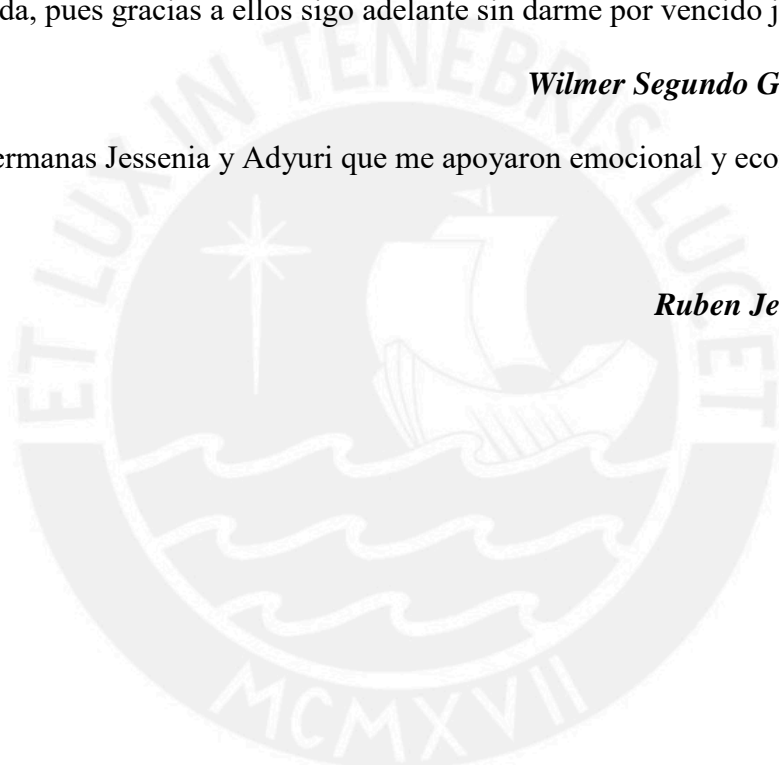 da, pues gracias a ellos sigo adelante sin darme por vencido j
Wilmer Segundo G
ermanas Jessenia y Adyuri que me apoyaron emocional y eco
Ruben Je
ET LUX IN TENEBRIS LUCET
MCMXVII